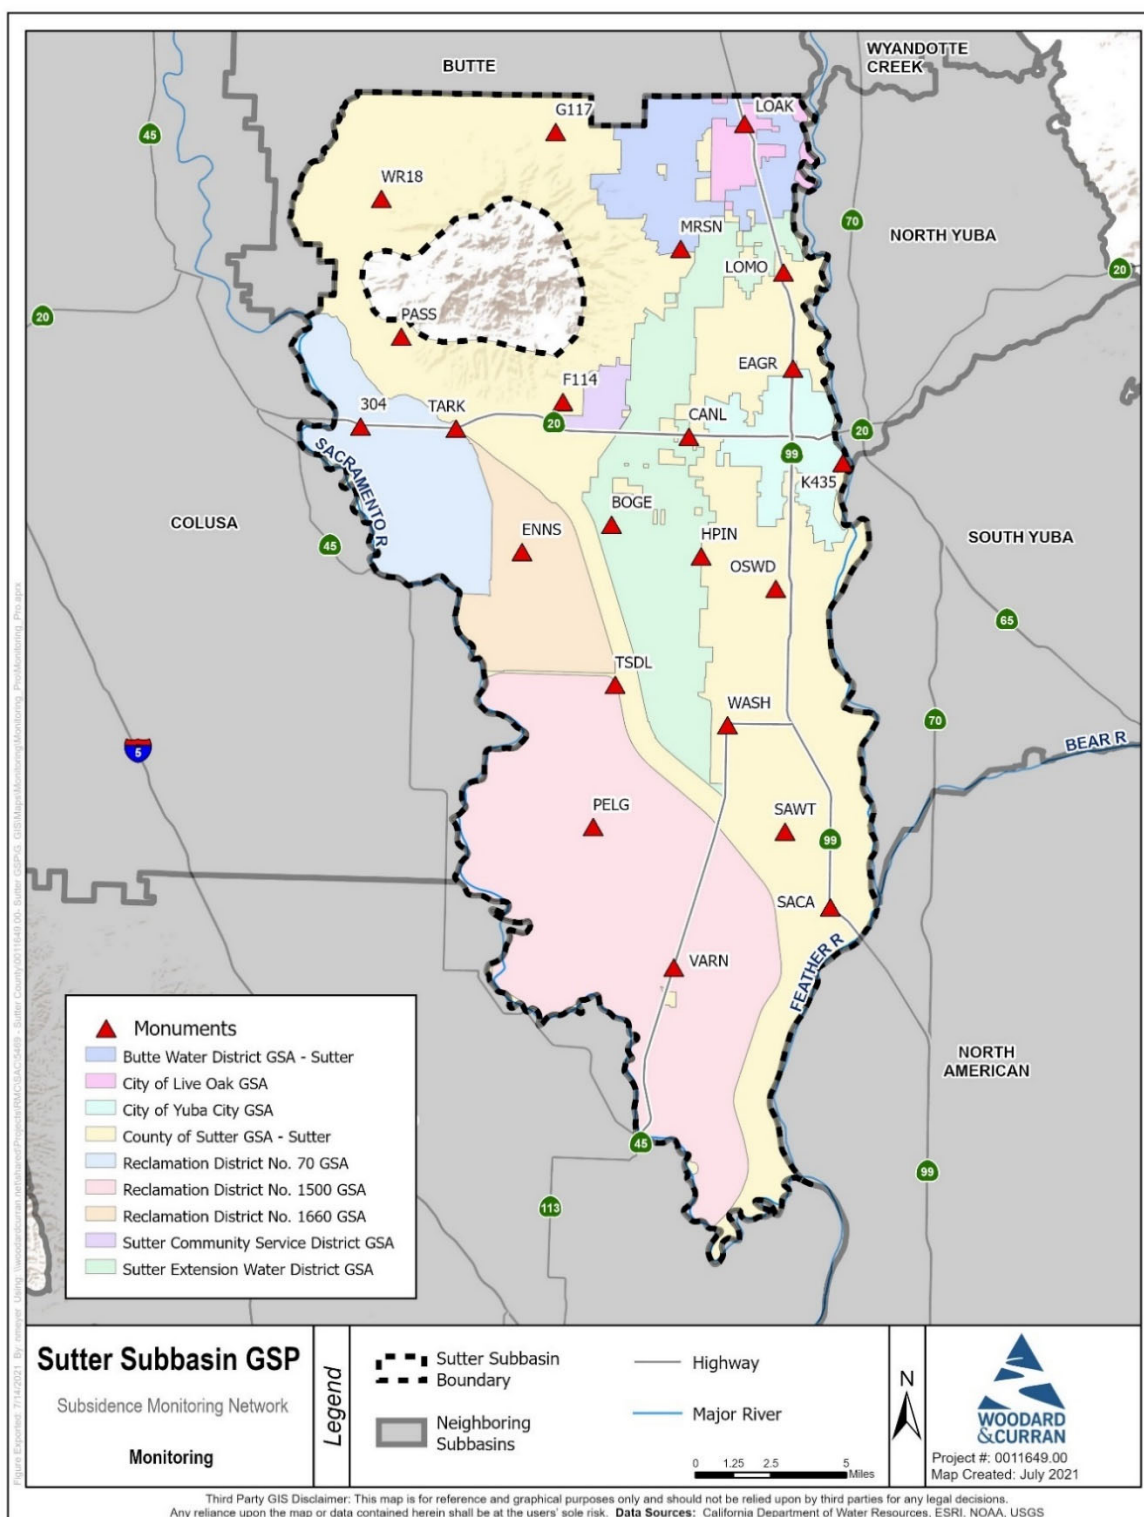 BUTTE
WYANDOTTE
CREEK
45
G117
LOAK
WR18
70
MRSN
NORTH YUBA
LOMO
20
20
PASS
EAGR
F114
304
TARK
20
CANL
20
99
SACRAMENTO R
K435
COLUSA
BOGE
45
ENNS
HPIN
SOUTH YUBA
OSWD
65
TSDL
WASH
70
5
BEAR R
PELG
SAWT
99
SACA
VARN
FEATHER R
NORTH
AMERICAN
45
99
113
Monuments
Butte Water District GSA - Sutter
City of Live Oak GSA
City of Yuba City GSA
County of Sutter GSA - Sutter
Reclamation District No. 70 GSA
Reclamation District No. 1500 GSA
Reclamation District No. 1660 GSA
Sutter Community Service District GSA
Sutter Extension Water District GSA
Sutter Subbasin GSP
Subsidence Monitoring Network
Monitoring
Legend
Sutter Subbasin
Boundary
Neighboring
Subbasins
Highway
Major River
0 1.25 2.5 5
Miles
N
WOODARD
&CURRAN
Project #: 0011649.00
Map Created: July 2021
Third Party GIS Disclaimer: This map is for reference and graphical purposes only and should not be relied upon by third parties for any legal decisions.
Any reliance upon the map or data contained herein shall be at the users' sole risk. Data Sources: California Department of Water Resources, ESRI, NOAA, USGS